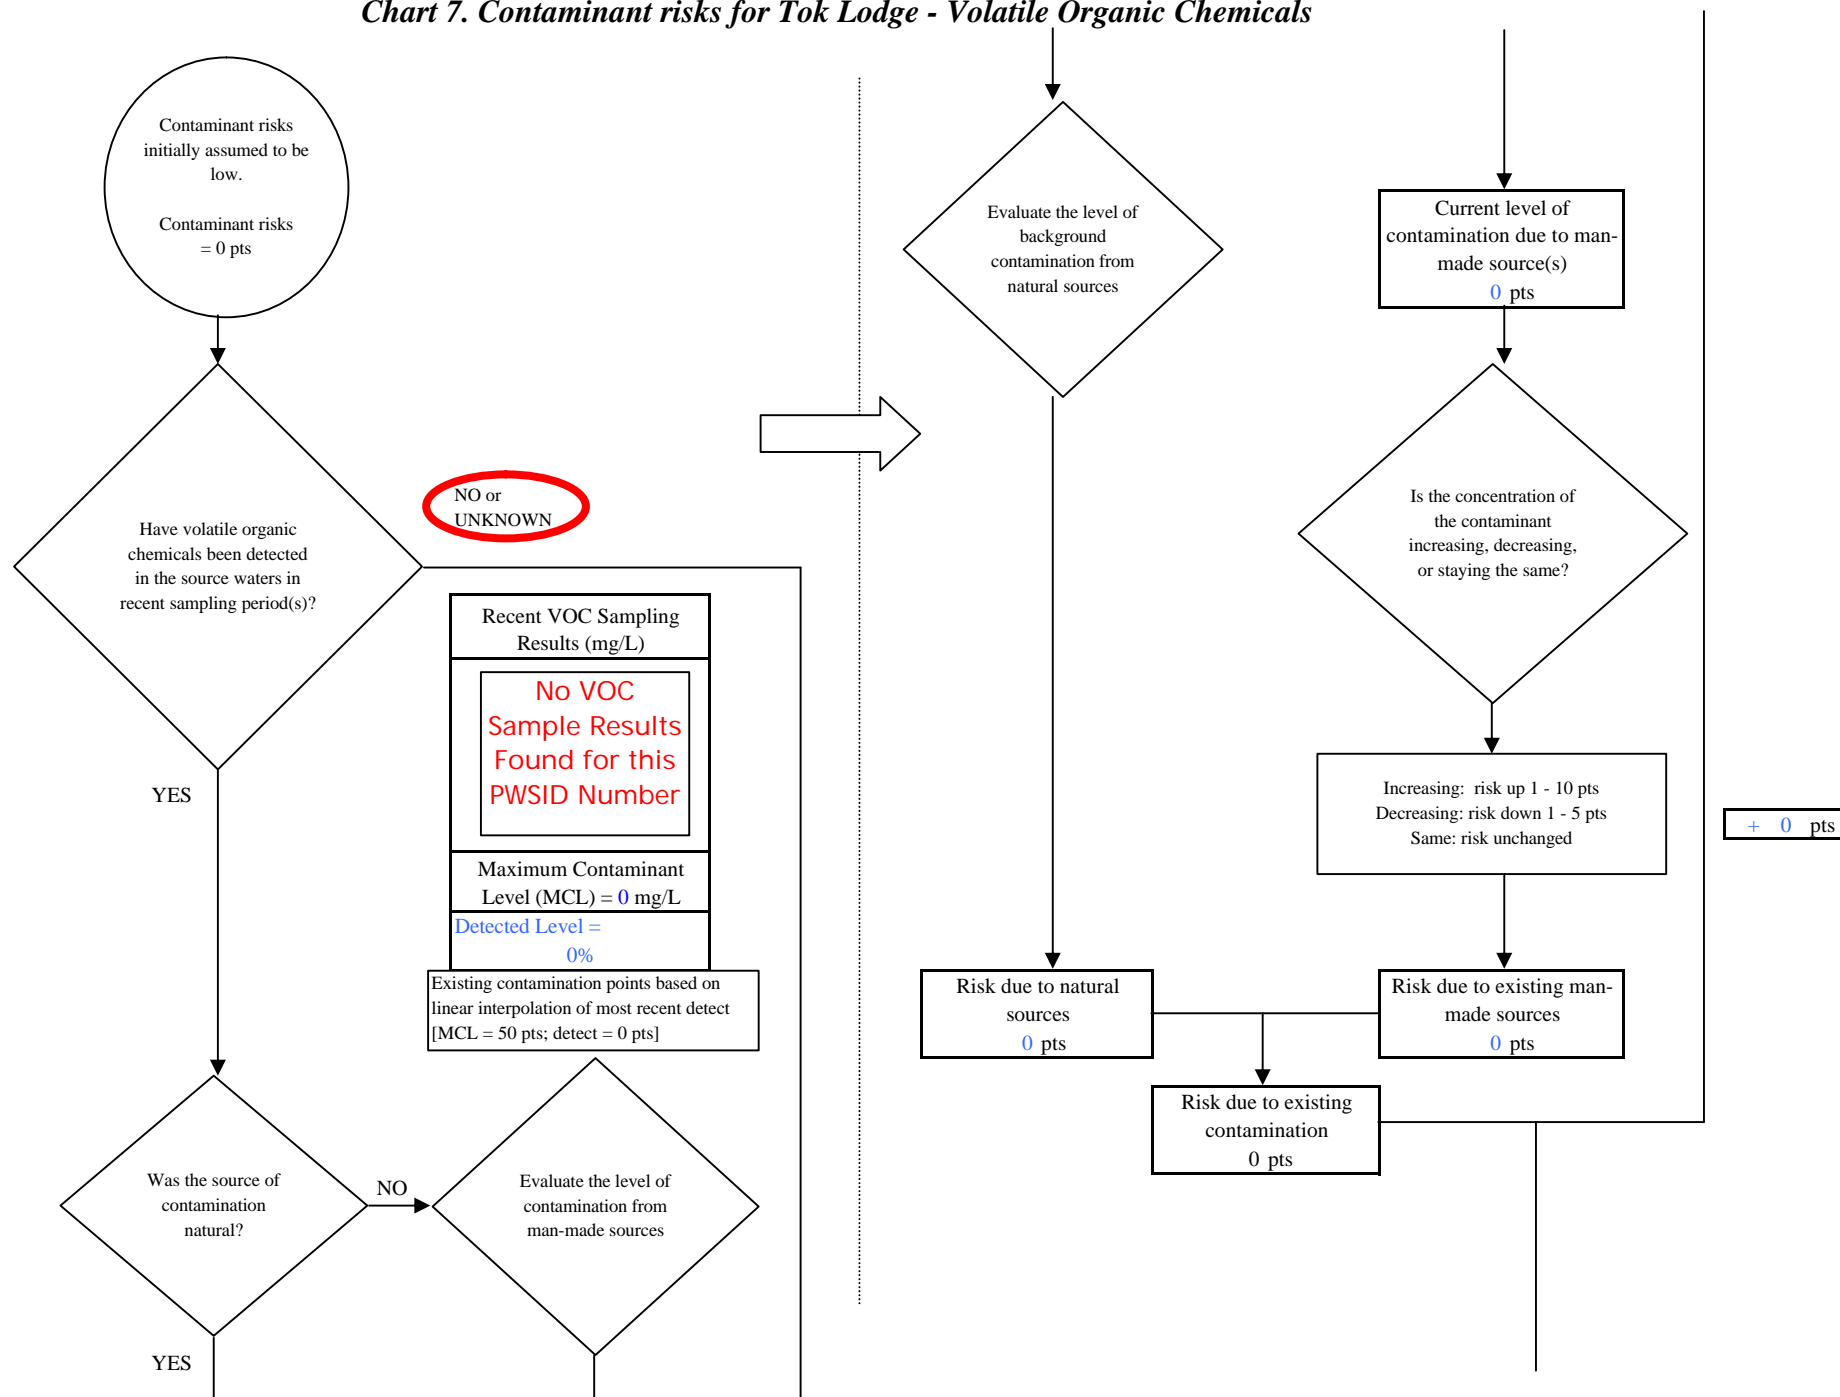 Chart 7. Contaminant risks for Tok Lodge - Volatile Organic Chemicals
Contaminant risks
initially assumed to be
low.
Contaminant risks
= 0 pts
Have volatile organic
chemicals been detected
in the source waters in
recent sampling period(s)?
NO or
UNKNOWN
YES
Recent VOC Sampling
Results (mg/L)
No VOC
Sample Results
Found for this
PWSID Number
Maximum Contaminant
Level (MCL) = 0 mg/L
Detected Level =
0%
Existing contamination points based on
linear interpolation of most recent detect
[MCL = 50 pts; detect = 0 pts]
Was the source of
contamination
natural?
NO
YES
Evaluate the level of
contamination from
man-made sources
Evaluate the level of
background
contamination from
natural sources
Current level of
contamination due to man-
made source(s)
0 pts
Is the concentration of
the contaminant
increasing, decreasing,
or staying the same?
Increasing: risk up 1 - 10 pts
Decreasing: risk down 1 - 5 pts
Same: risk unchanged
+ 0 pts
Risk due to natural
sources
0 pts
Risk due to existing man-
made sources
0 pts
Risk due to existing
contamination
0 pts